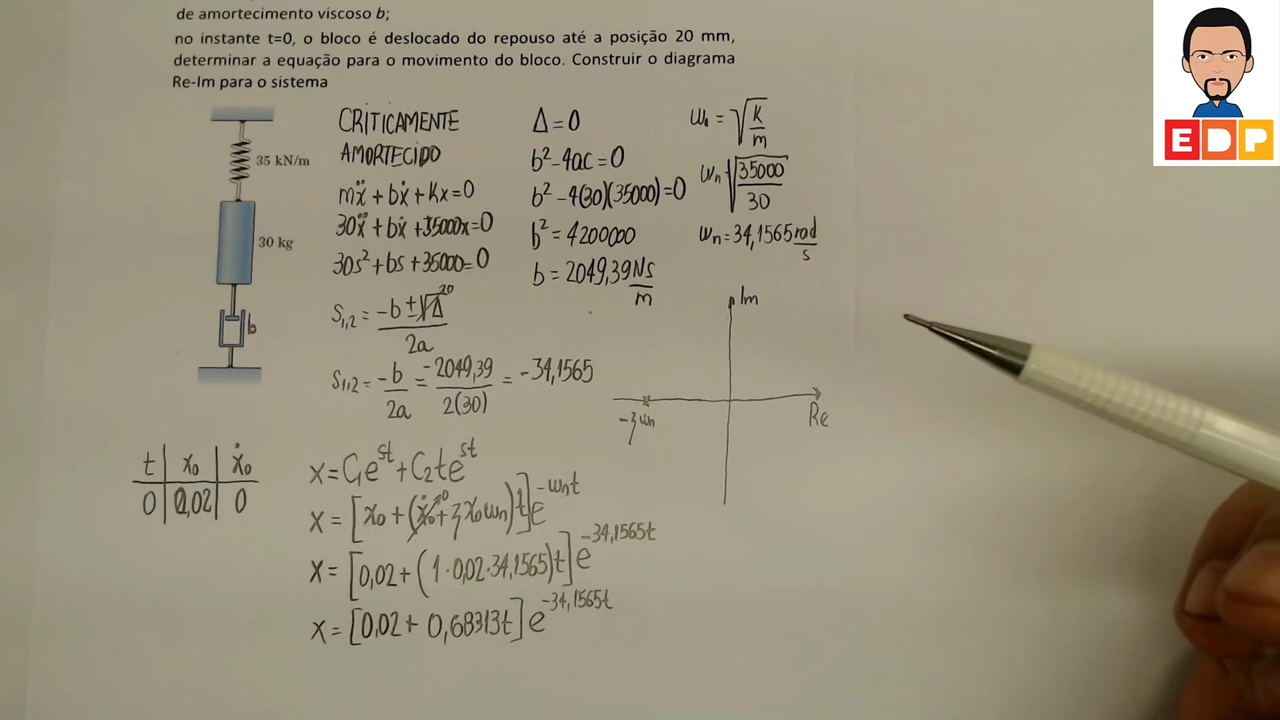 de amortecimento viscoso b;
no instante t=0, o bloco é deslocado do repouso até a posição 20 mm,
determinar a equação para o movimento do bloco. Construir o diagrama
Re-Im para o sistema
35 kN/m
30 kg
b
CRITICAMENTE
AMORTECIDO
mẍ + bẋ + Kx = 0
30ẍ + bẋ + 35000x = 0
30s² + bs + 35000 = 0
S₁,₂ = (-b ± √Δ) / 2a
0
S₁,₂ = -b/2a = -2049,39/2(30) = -34,1565
Δ = 0
b² - 4ac = 0
b² - 4(30)(35000) = 0
b² = 4200000
b = 2049,39 Ns/m
ωn = √(K/m)
ωn √(35000/30)
ωn = 34,1565 rad/s
Im
Re
-ζωn
t | x₀ | ẋ₀
0 | 0,02 | 0
x = C₁e^st + C₂te^st
x = [x₀ + (ẋ₀ + ζx₀ωn)t]e^-ωnt
0
x = [0,02 + (1·0,02·34,1565)t]e^-34,1565t
x = [0,02 + 0,68313t]e^-34,1565t
EDP